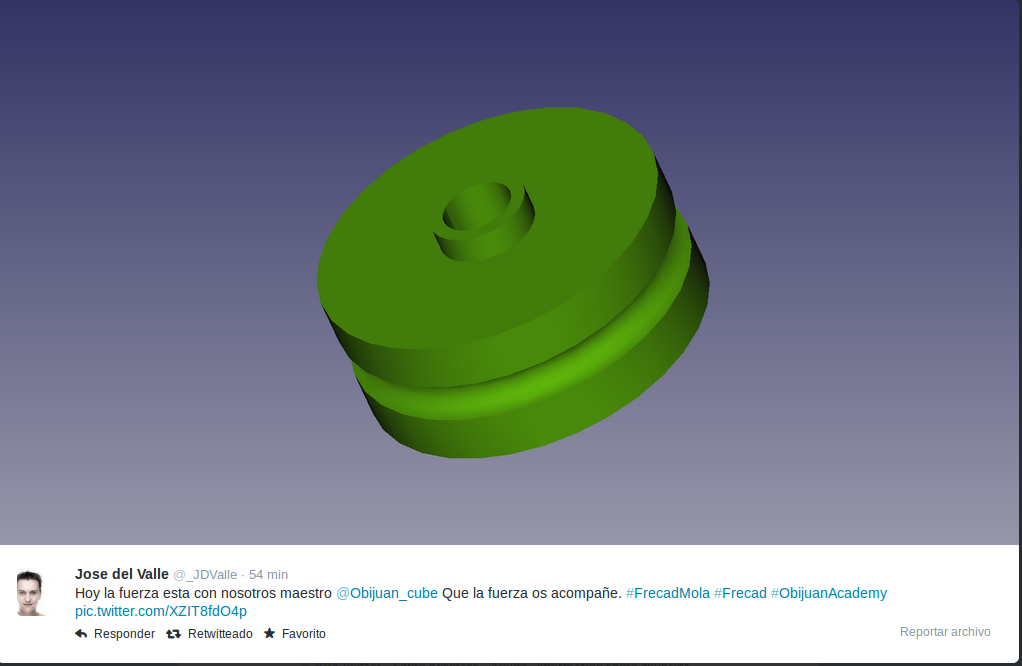 Jose del Valle @_JDValle · 54 min
Hoy la fuerza esta con nosotros maestro @Obijuan_cube Que la fuerza os acompañe. #FrecadMola #Frecad #ObijuanAcademy
pic.twitter.com/XZIT8fdO4p
Responder Retwitteado Favorito
Reportar archivo